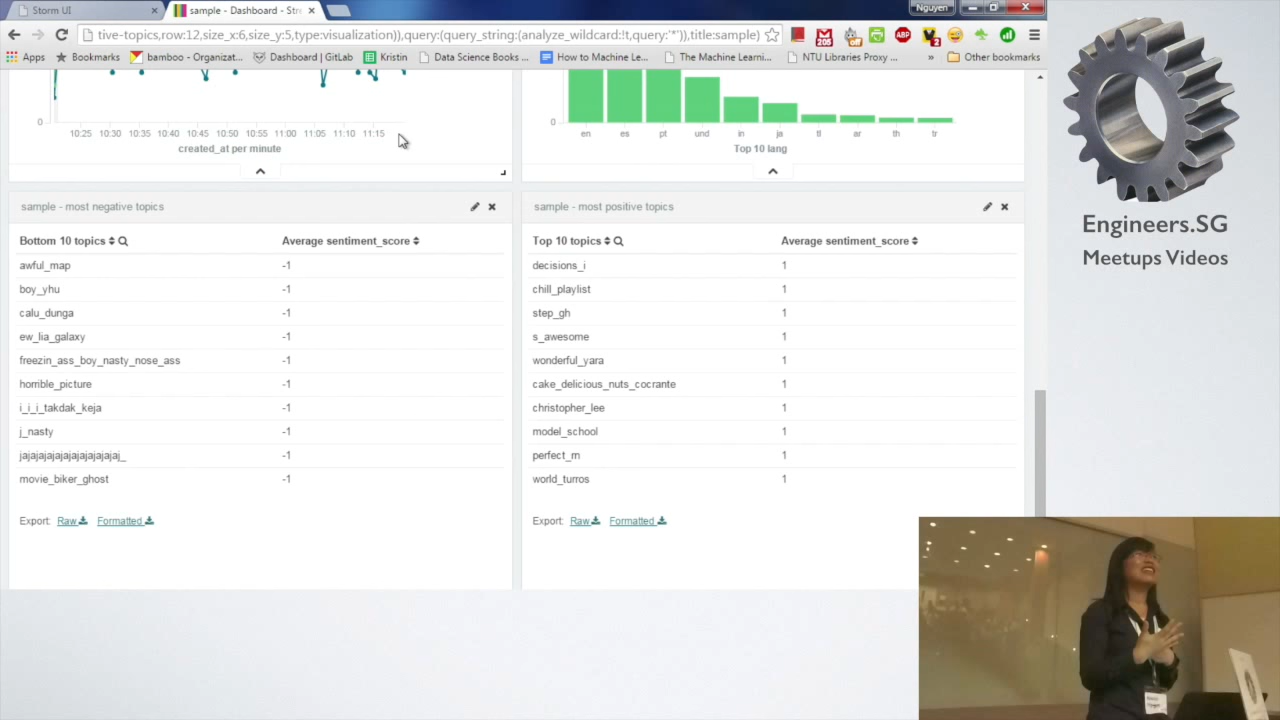 Storm UI
sample - Dashboard - Stre
Nguyen
tive-topics,row:12,size_x:6,size_y:5,type:visualization)),query:(query_string:(analyze_wildcard:!t,query:'*')),title:sample)
205
off
ABP
2
Apps
Bookmarks
bamboo - Organizat...
Dashboard | GitLab
Kristin
Data Science Books ...
How to Machine Le...
The Machine Learni...
NTU Libraries Proxy ...
»
Other bookmarks
0
10:25 10:30 10:35 10:40 10:45 10:50 10:55 11:00 11:05 11:10 11:15
created_at per minute
0
en es pt und in ja tl ar th tr
Top 10 lang
sample - most negative topics
Bottom 10 topics Average sentiment_score
awful_map -1
boy_yhu -1
calu_dunga -1
ew_lia_galaxy -1
freezin_ass_boy_nasty_nose_ass -1
horrible_picture -1
i_i_i_takdak_keja -1
j_nasty -1
jajajajajajajajajajajaj_ -1
movie_biker_ghost -1
Export: Raw Formatted
sample - most positive topics
Top 10 topics Average sentiment_score
decisions_i 1
chill_playlist 1
step_gh 1
s_awesome 1
wonderful_yara 1
cake_delicious_nuts_cocrante 1
christopher_lee 1
model_school 1
perfect_rn 1
world_turros 1
Export: Raw Formatted
Engineers.SG
Meetups Videos